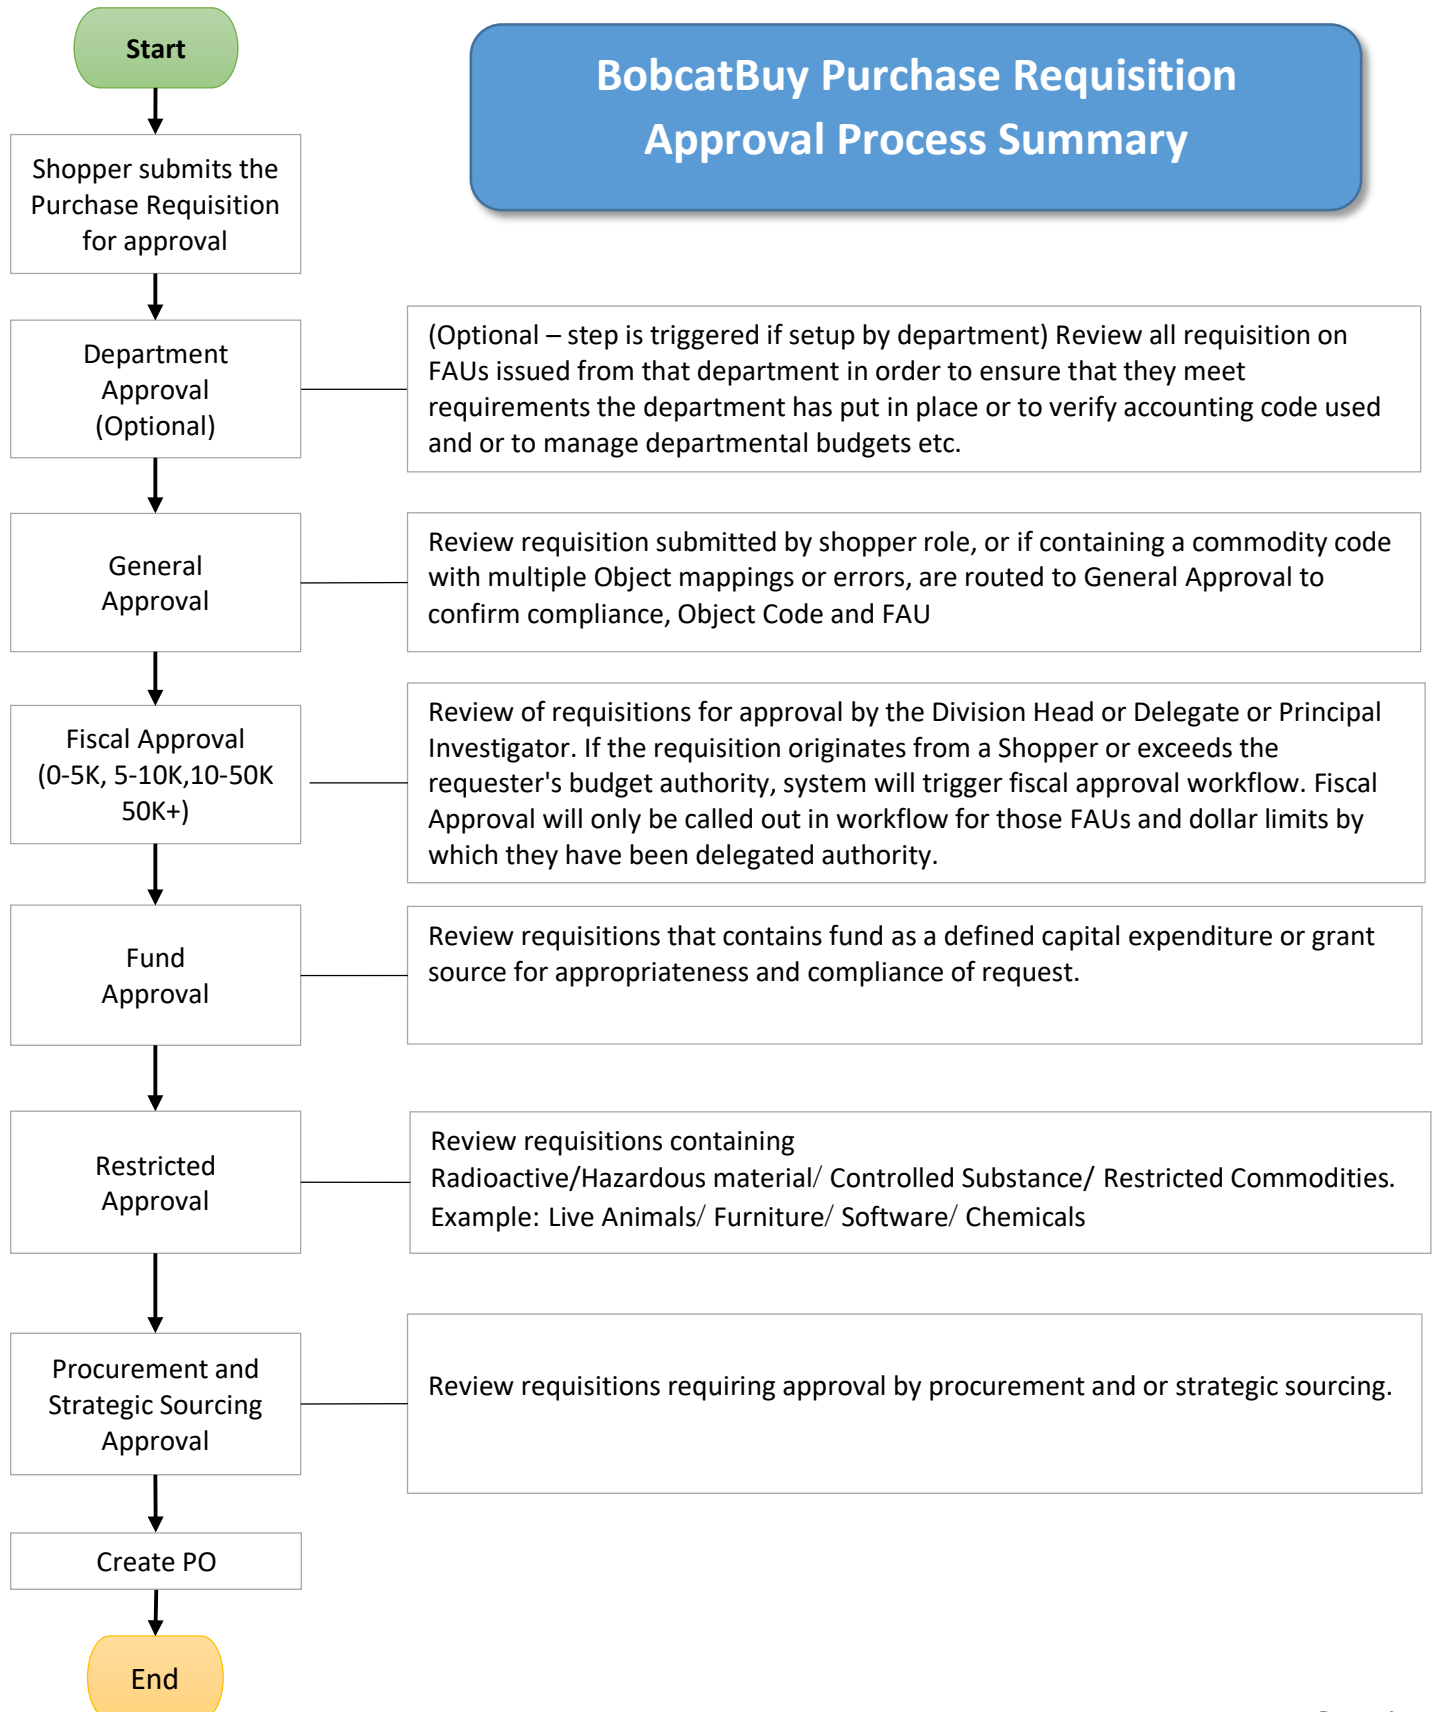 Start
BobcatBuy Purchase Requisition
Approval Process Summary
Shopper submits the
Purchase Requisition
for approval
Department
Approval
(Optional)
(Optional – step is triggered if setup by department) Review all requisition on
FAUs issued from that department in order to ensure that they meet
requirements the department has put in place or to verify accounting code used
and or to manage departmental budgets etc.
General
Approval
Review requisition submitted by shopper role, or if containing a commodity code
with multiple Object mappings or errors, are routed to General Approval to
confirm compliance, Object Code and FAU
Fiscal Approval
(0-5K, 5-10K,10-50K
50K+)
Review of requisitions for approval by the Division Head or Delegate or Principal
Investigator. If the requisition originates from a Shopper or exceeds the
requester's budget authority, system will trigger fiscal approval workflow. Fiscal
Approval will only be called out in workflow for those FAUs and dollar limits by
which they have been delegated authority.
Fund
Approval
Review requisitions that contains fund as a defined capital expenditure or grant
source for appropriateness and compliance of request.
Restricted
Approval
Review requisitions containing
Radioactive/Hazardous material/ Controlled Substance/ Restricted Commodities.
Example: Live Animals/ Furniture/ Software/ Chemicals
Procurement and
Strategic Sourcing
Approval
Review requisitions requiring approval by procurement and or strategic sourcing.
Create PO
End